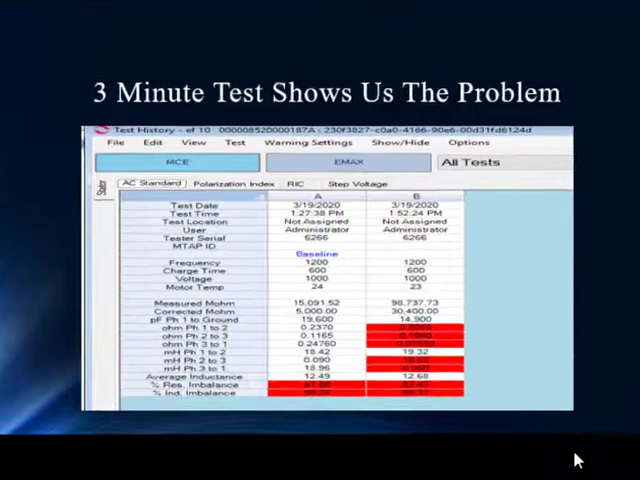 3 Minute Test Shows Us The Problem
Test History - ef 10 000008520000187A : 230f3827-c0a0-4166-90e6-00d31fd6124d
File Edit View Test Warning Settings Show/Hide Options
MCE EMAX All Tests
Stator
AC Standard Polarization Index RIC Step Voltage
A B
Test Date 3/19/2020 3/19/2020
Test Time 1:27:38 PM 1:52:24 PM
Test Location Not Assigned Not Assigned
User Administrator Administrator
Tester Serial 6266 6266
MTAP ID
Baseline
Frequency 1200 1200
Charge Time 600 600
Voltage 1000 1000
Motor Temp 24 23
Measured Mohm 15,091.52 98,737.73
Corrected Mohm 5,000.00 30,400.00
pF Ph 1 to Ground 19,600 14,900
ohm Ph 1 to 2 0.2370
ohm Ph 2 to 3 0.1165
ohm Ph 3 to 1 0.24760
mH Ph 1 to 2 18.42 19.32
mH Ph 2 to 3 0.090
mH Ph 3 to 1 18.96
Average Inductance 12.49 12.68
% Res. Imbalance
% Ind. Imbalance